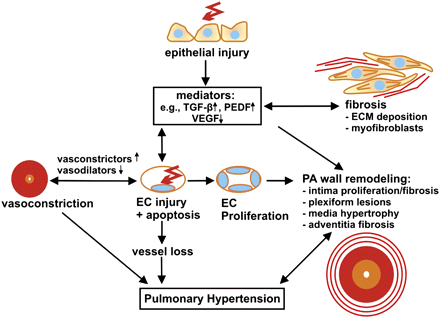 epithelial injury
mediators:
e.g., TGF-β↑, PEDF↑
VEGF↓
fibrosis
- ECM deposition
- myofibroblasts
vasconstrictors ↑
vasodilators ↓
vasoconstriction
EC injury
+ apoptosis
EC
Proliferation
PA wall remodeling:
- intima proliferation/fibrosis
- plexiform lesions
- media hypertrophy
- adventitia fibrosis
vessel loss
Pulmonary Hypertension